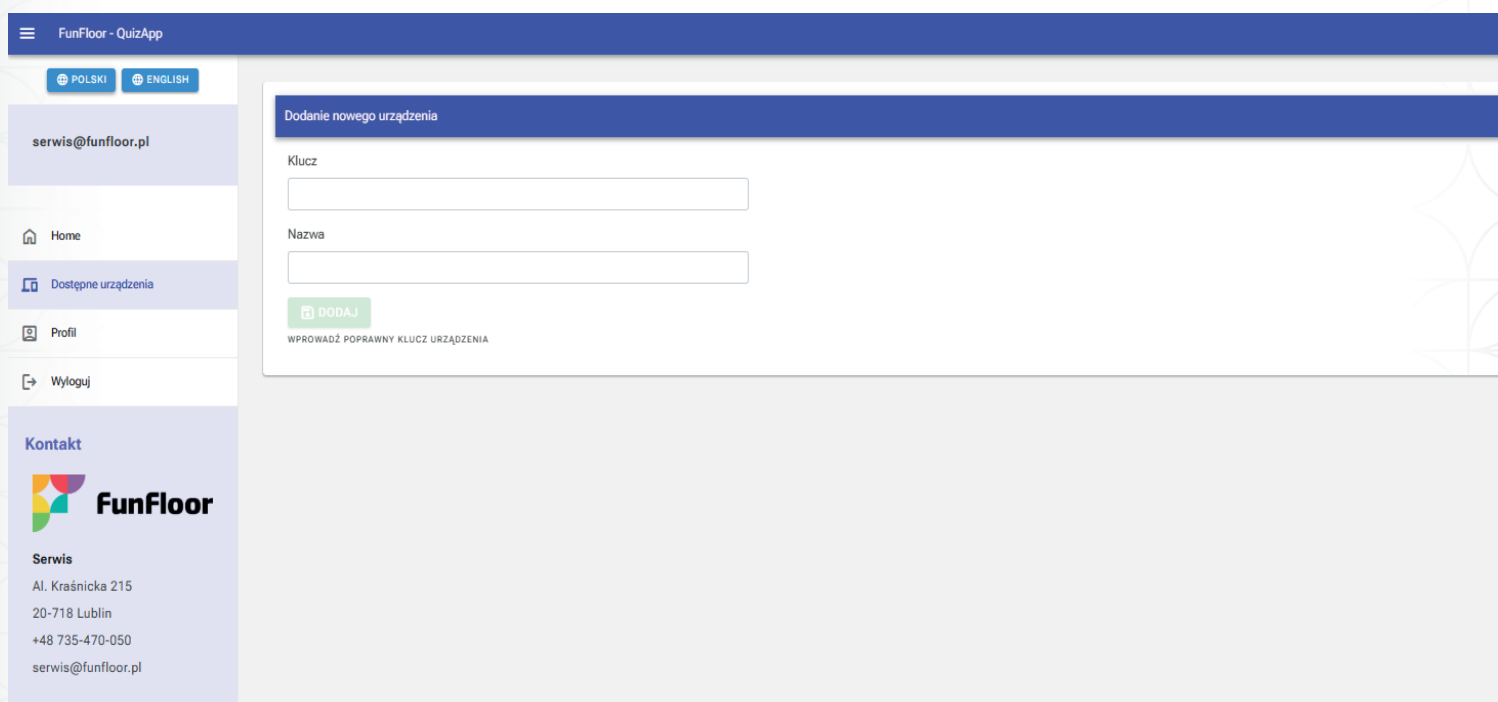 FunFloor - QuizApp
POLSKI ENGLISH
serwis@funfloor.pl
Home
Dostępne urządzenia
Profil
Wyloguj
Kontakt
FunFloor
Serwis
Al. Kraśnicka 215
20-718 Lublin
+48 735-470-050
serwis@funfloor.pl
Dodanie nowego urządzenia
Klucz
Nazwa
DODAJ
WPROWADŹ POPRAWNY KLUCZ URZĄDZENIA